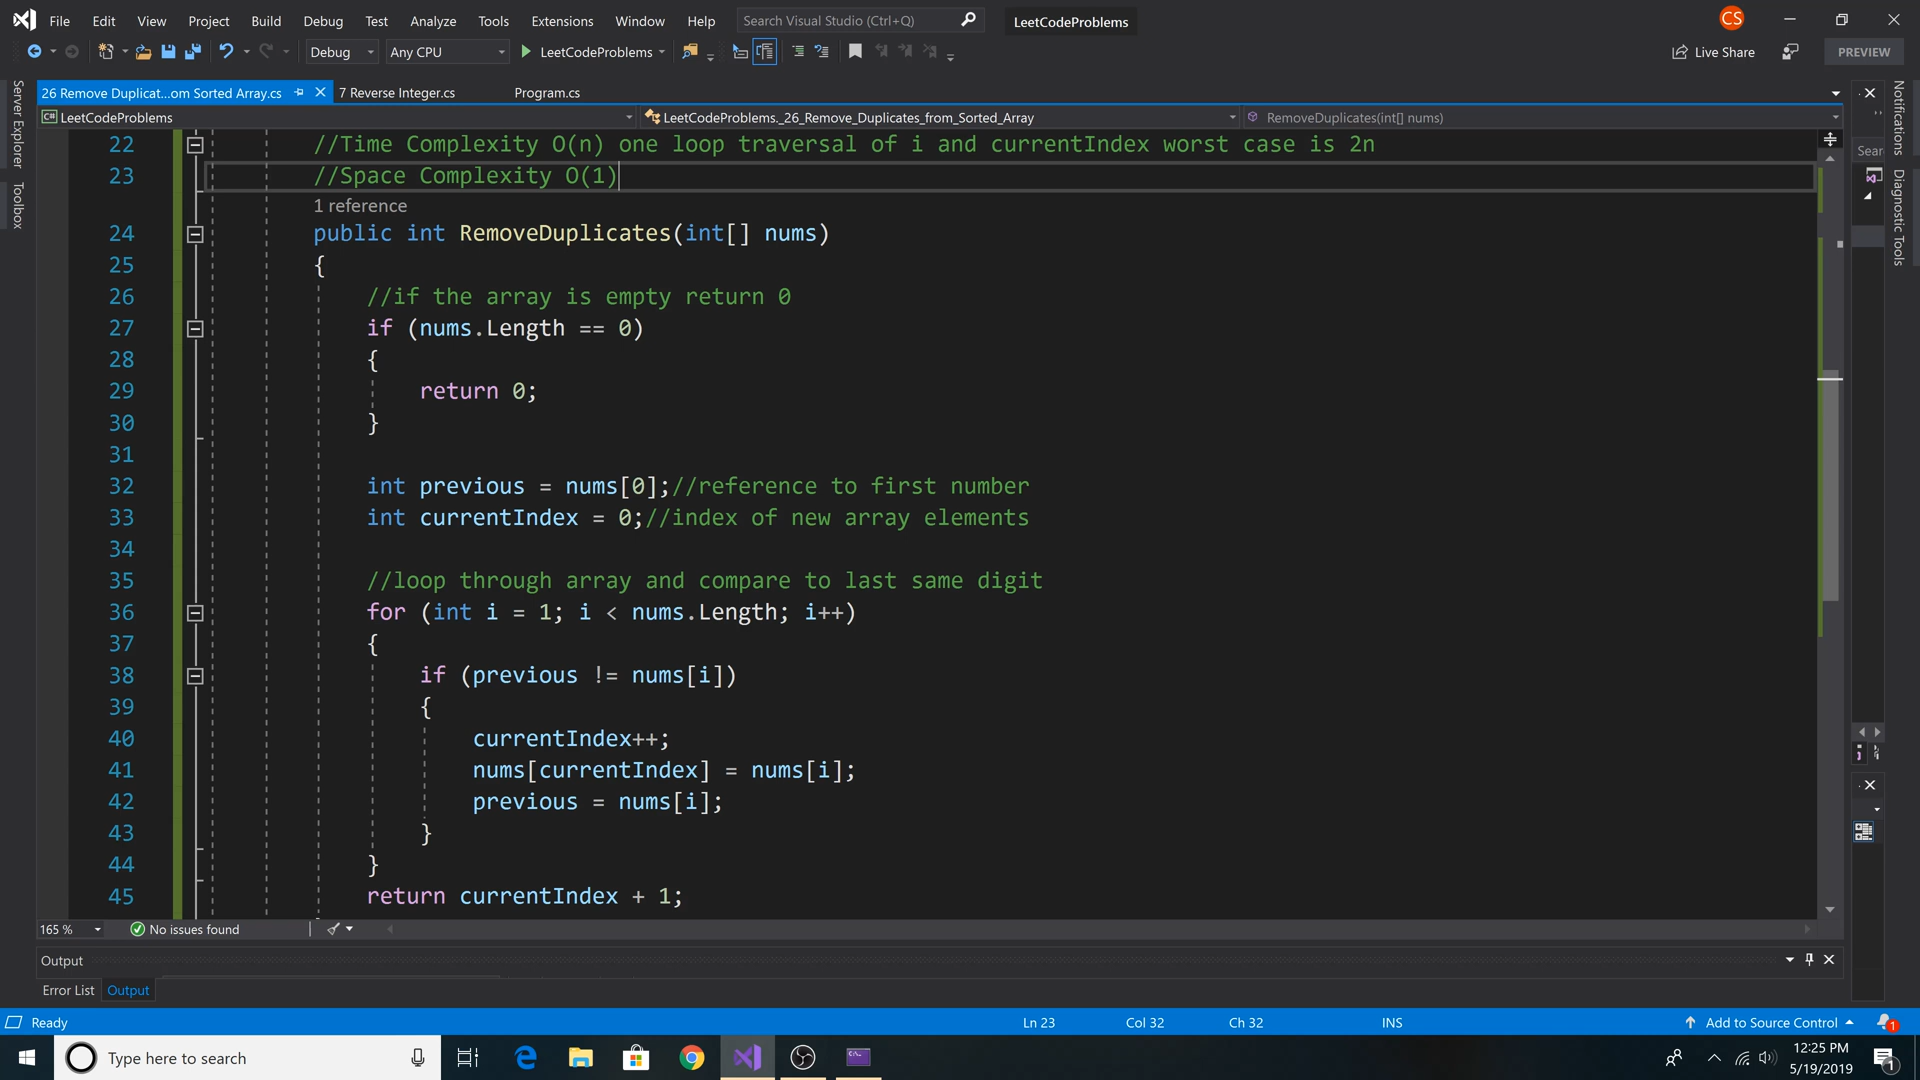 File Edit View Project Build Debug Test Analyze Tools Extensions Window Help Search Visual Studio (Ctrl+Q) LeetCodeProblems CS
Debug Any CPU LeetCodeProblems Live Share PREVIEW
26 Remove Duplicat...om Sorted Array.cs 7 Reverse Integer.cs Program.cs
C# LeetCodeProblems LeetCodeProblems._26_Remove_Duplicates_from_Sorted_Array RemoveDuplicates(int[] nums)
Server Explorer
Toolbox
Notifications
Diagnostic Tools
Sear
22 //Time Complexity O(n) one loop traversal of i and currentIndex worst case is 2n
23 //Space Complexity O(1)
1 reference
24 public int RemoveDuplicates(int[] nums)
25 {
26 //if the array is empty return 0
27 if (nums.Length == 0)
28 {
29 return 0;
30 }
31
32 int previous = nums[0];//reference to first number
33 int currentIndex = 0;//index of new array elements
34
35 //loop through array and compare to last same digit
36 for (int i = 1; i < nums.Length; i++)
37 {
38 if (previous != nums[i])
39 {
40 currentIndex++;
41 nums[currentIndex] = nums[i];
42 previous = nums[i];
43 }
44 }
45 return currentIndex + 1;
165 % No issues found
Output
Error List Output
Ready Ln 23 Col 32 Ch 32 INS Add to Source Control 1
Type here to search 12:25 PM
5/19/2019 1